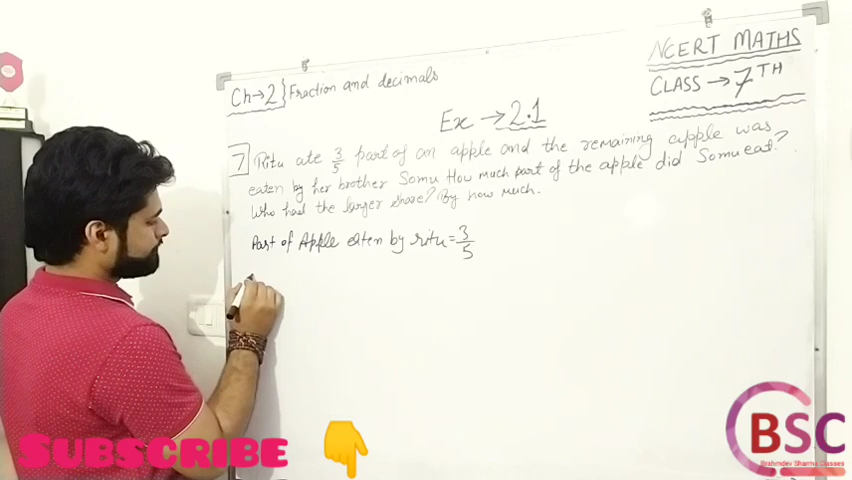 NCERT MATHS
CLASS → 7TH
Ch→2} Fraction and decimals
Ex → 2.1
7 Ritu ate 3/5 part of an apple and the remaining apple was
eaten by her brother Somu How much part of the apple did Somu eat?
Who had the larger share? By how much.
Part of Apple eaten by ritu = 3/5
SUBSCRIBE
BSC
Brahmdev Sharma Classes